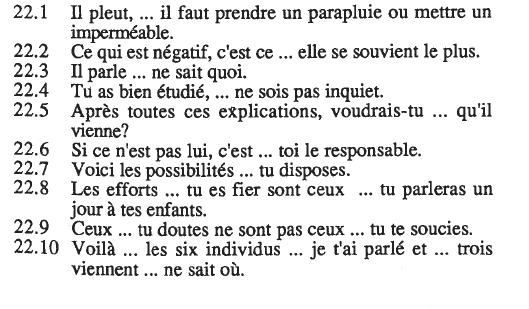 22.1 Il pleut, ... il faut prendre un parapluie ou mettre un
imperméable.
22.2 Ce qui est négatif, c'est ce ... elle se souvient le plus.
22.3 Il parle ... ne sait quoi.
22.4 Tu as bien étudié, ... ne sois pas inquiet.
22.5 Après toutes ces explications, voudrais-tu ... qu'il
vienne?
22.6 Si ce n'est pas lui, c'est ... toi le responsable.
22.7 Voici les possibilités ... tu disposes.
22.8 Les efforts ... tu es fier sont ceux ... tu parleras un
jour à tes enfants.
22.9 Ceux ... tu doutes ne sont pas ceux ... tu te soucies.
22.10 Voilà ... les six individus ... je t'ai parlé et ... trois
viennent ... ne sait où.